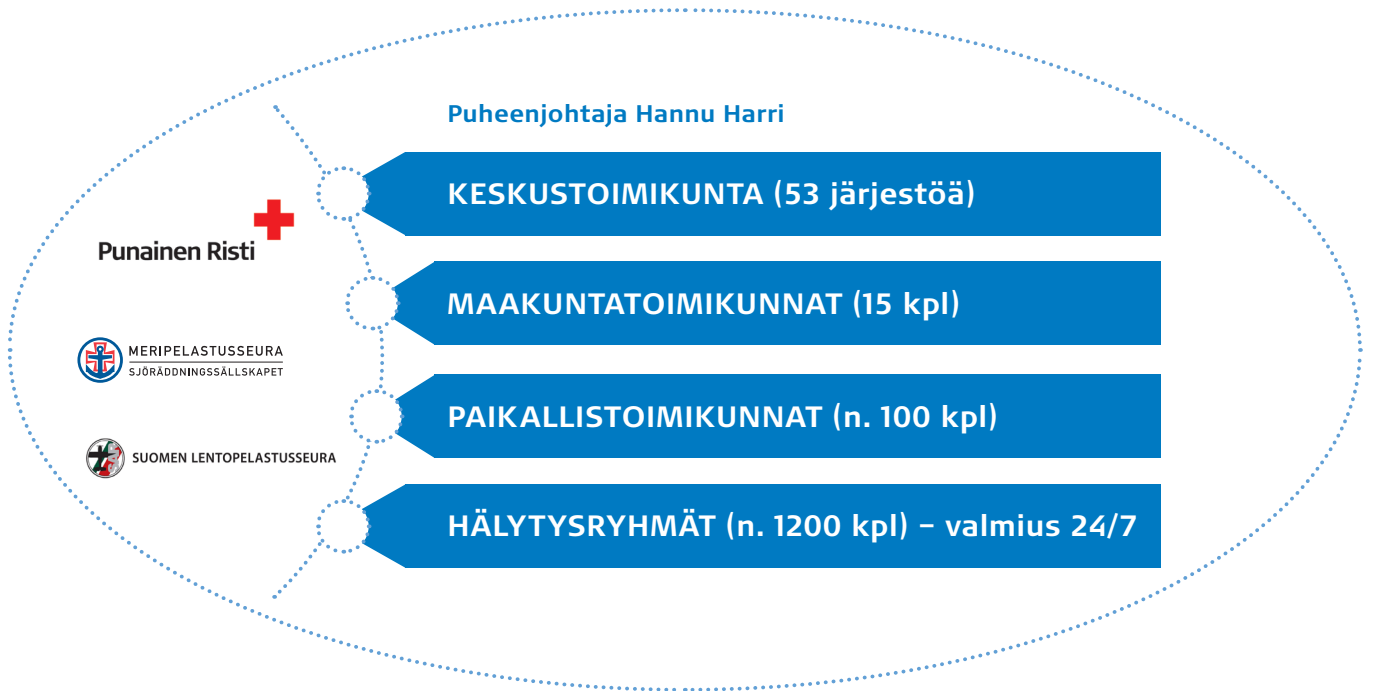 Puheenjohtaja Hannu Harri
KESKUSTOIMIKUNTA (53 järjestöä)
Punainen Risti
MAAKUNTATOIMIKUNNAT (15 kpl)
MERIPELASTUSSEURA
SJÖRÄDDNINGSSÄLLSKAPET
PAIKALLISTOIMIKUNNAT (n. 100 kpl)
SUOMEN LENTOPELASTUSSEURA
HÄLYTYSRYHMÄT (n. 1200 kpl) – valmius 24/7